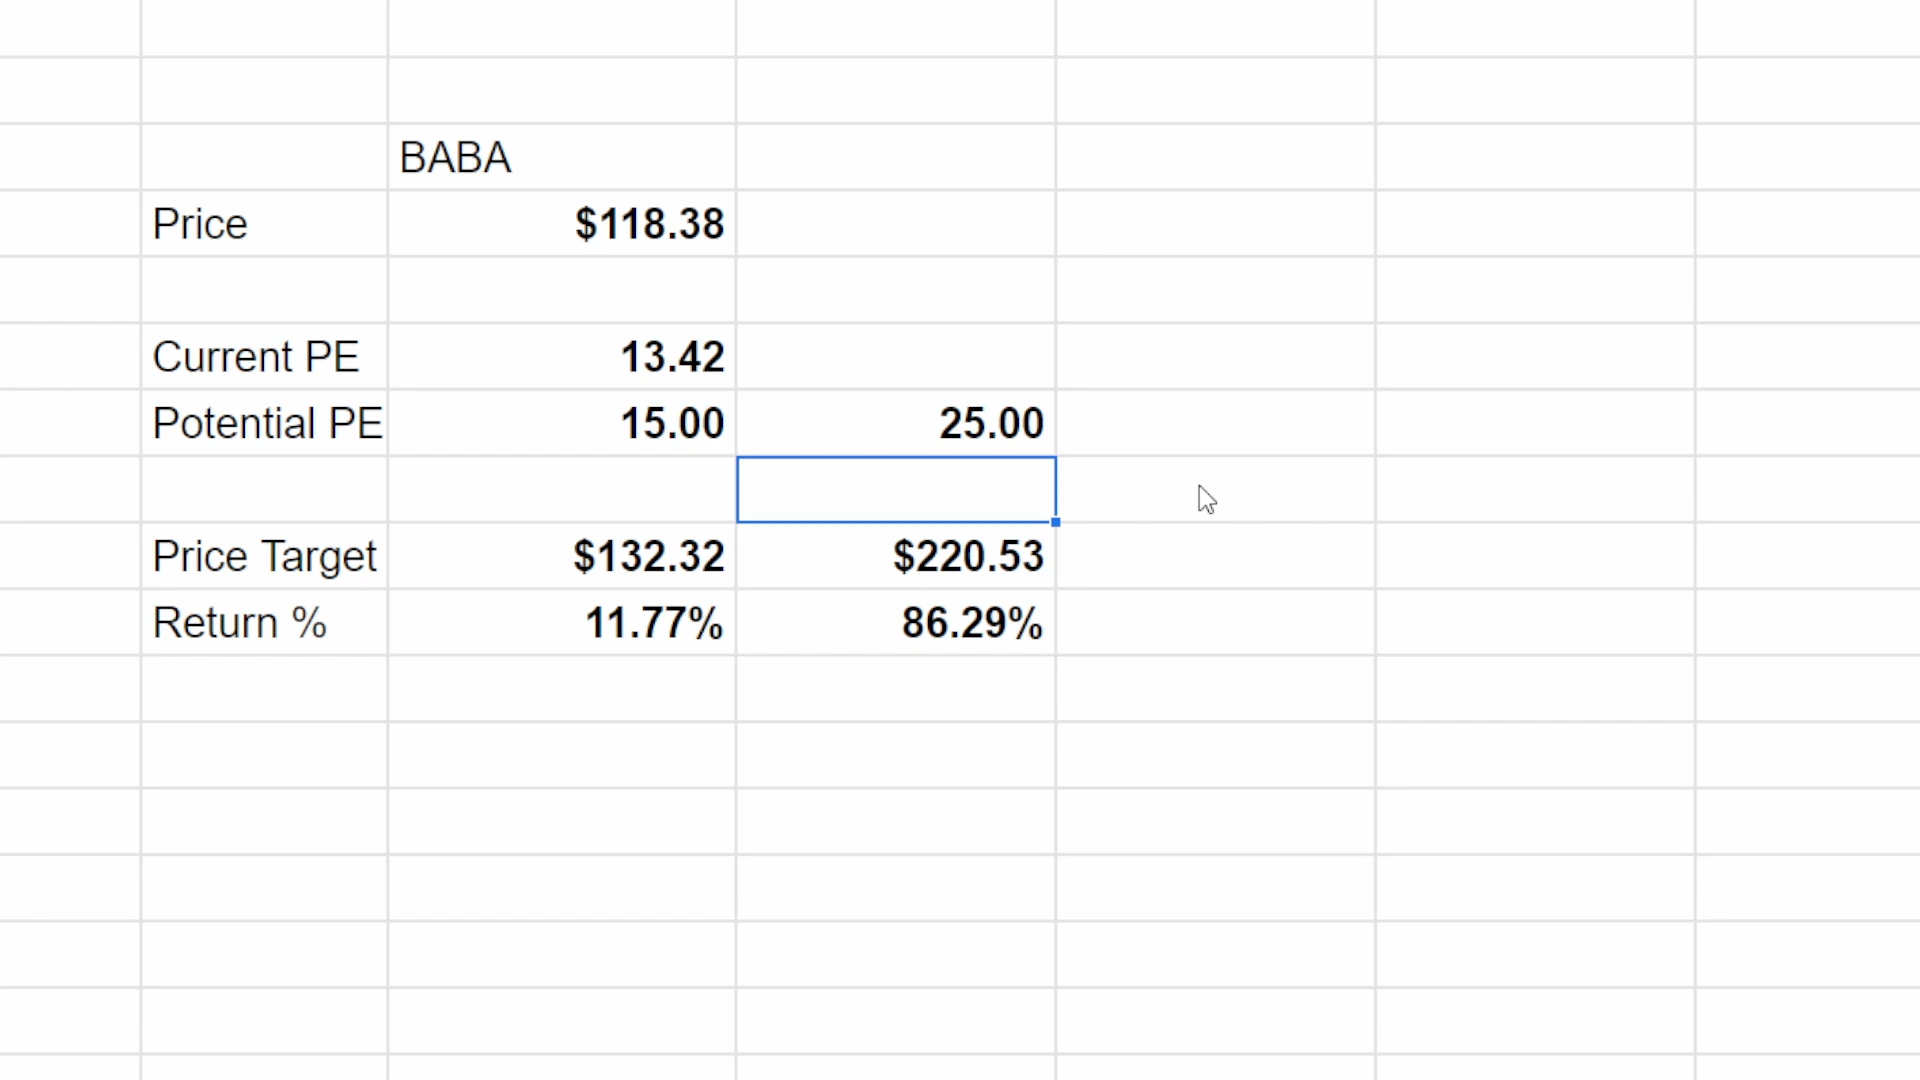 BABA
Price $118.38
Current PE 13.42
Potential PE 15.00 25.00
Price Target $132.32 $220.53
Return % 11.77% 86.29%